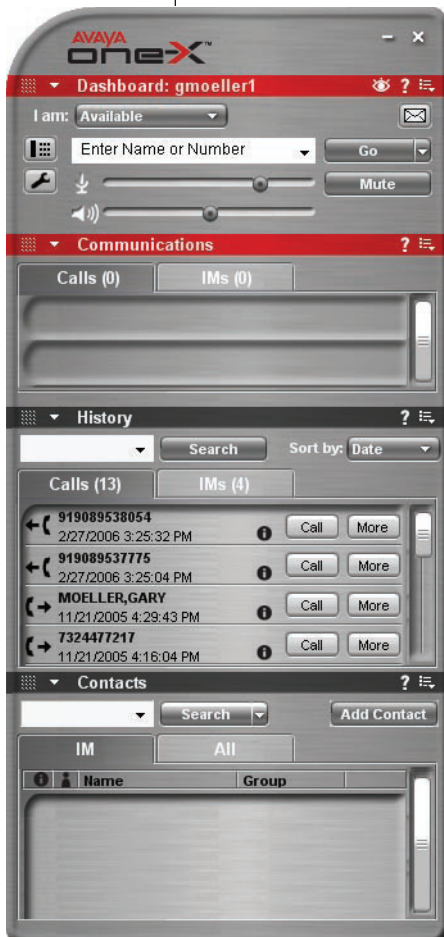 AVAYA
one-X™
Dashboard: gmoeller1 ?
I am: Available
Enter Name or Number Go
Mute
Communications ?
Calls (0) IMs (0)
History ?
Search Sort by: Date
Calls (13) IMs (4)
919089538054
2/27/2006 3:25:32 PM Call More
919089537775
2/27/2006 3:25:04 PM Call More
MOELLER,GARY
11/21/2005 4:29:43 PM Call More
7324477217
11/21/2005 4:16:04 PM Call More
Contacts ?
Search Add Contact
IM All
Name Group